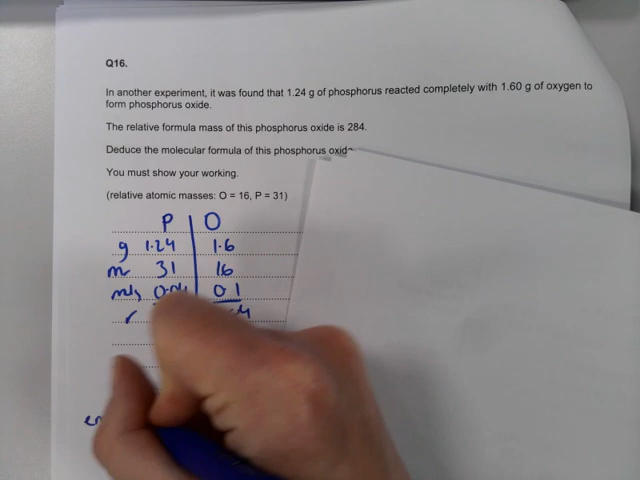 Q16.
In another experiment, it was found that 1.24 g of phosphorus reacted completely with 1.60 g of oxygen to
form phosphorus oxide.
The relative formula mass of this phosphorus oxide is 284.
Deduce the molecular formula of this phosphorus
You must show your working.
(relative atomic masses: O = 16, P = 31)
P O
g 1.24 1.6
m 31 16
0.1
r